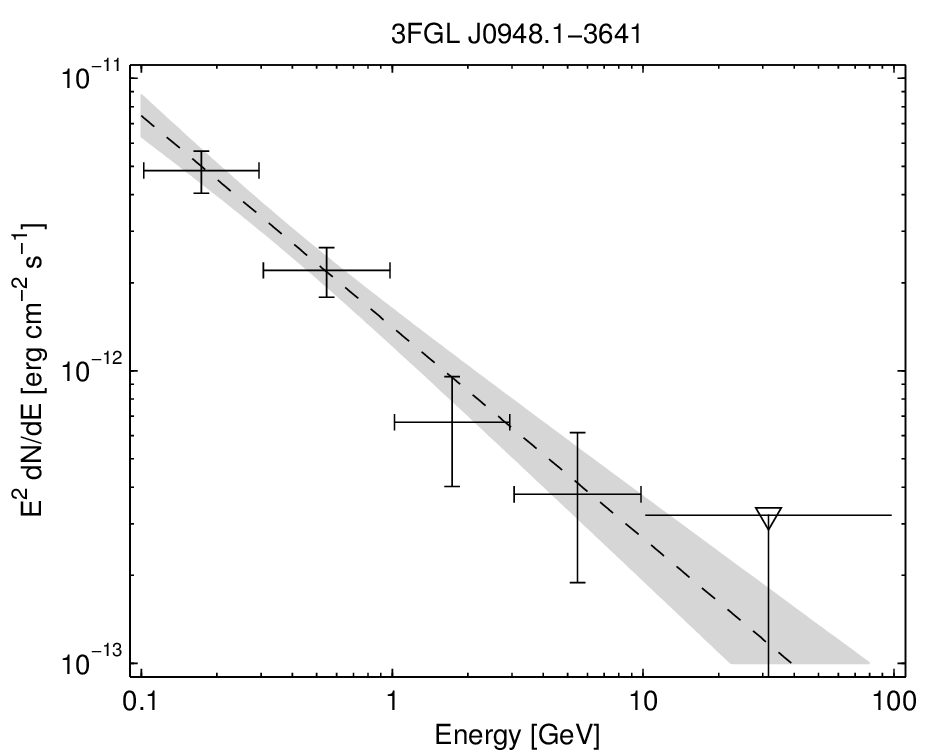 3FGL J0948.1−3641
10⁻¹¹
10⁻¹²
10⁻¹³
E² dN/dE [erg cm⁻² s⁻¹]
0.1 1 10 100
Energy [GeV]